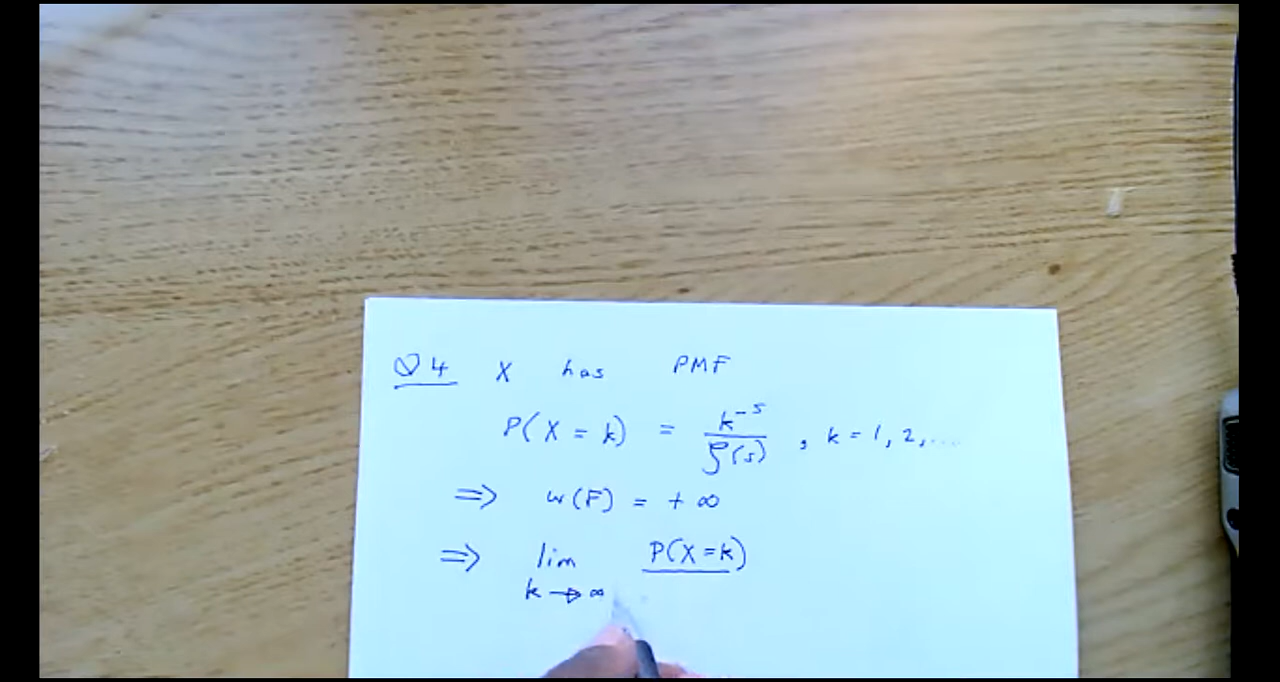 Q4 X has PMF
P(X = k) = k^{-s} / ζ(s) , k = 1, 2, ....
⇒ w(F) = + ∞
⇒ lim k → ∞ P(X = k)